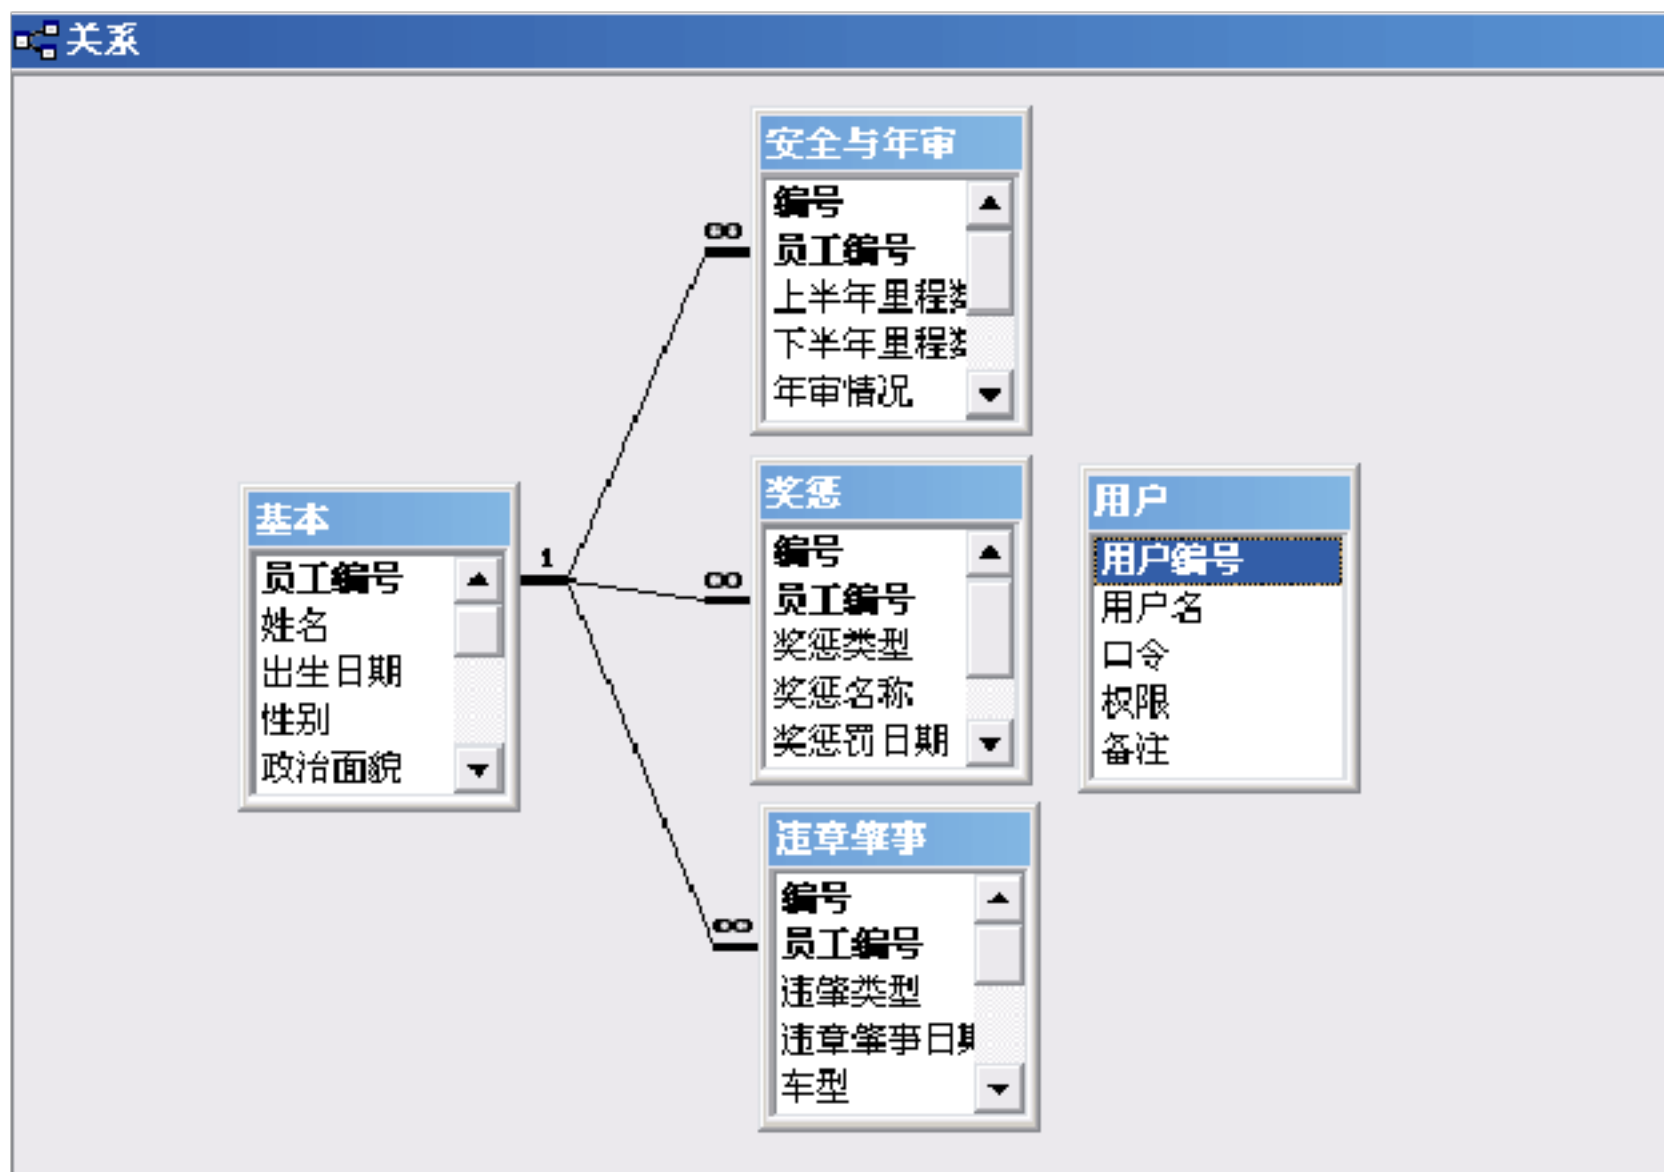 关系
安全与年审
编号
员工编号
上半年里程数
下半年里程数
年审情况
基本
员工编号
姓名
出生日期
性别
政治面貌
1
∞
∞
∞
奖惩
编号
员工编号
奖惩类型
奖惩名称
奖惩罚日期
违章肇事
编号
员工编号
违肇类型
违章肇事日期
车型
用户
用户编号
用户名
口令
权限
备注